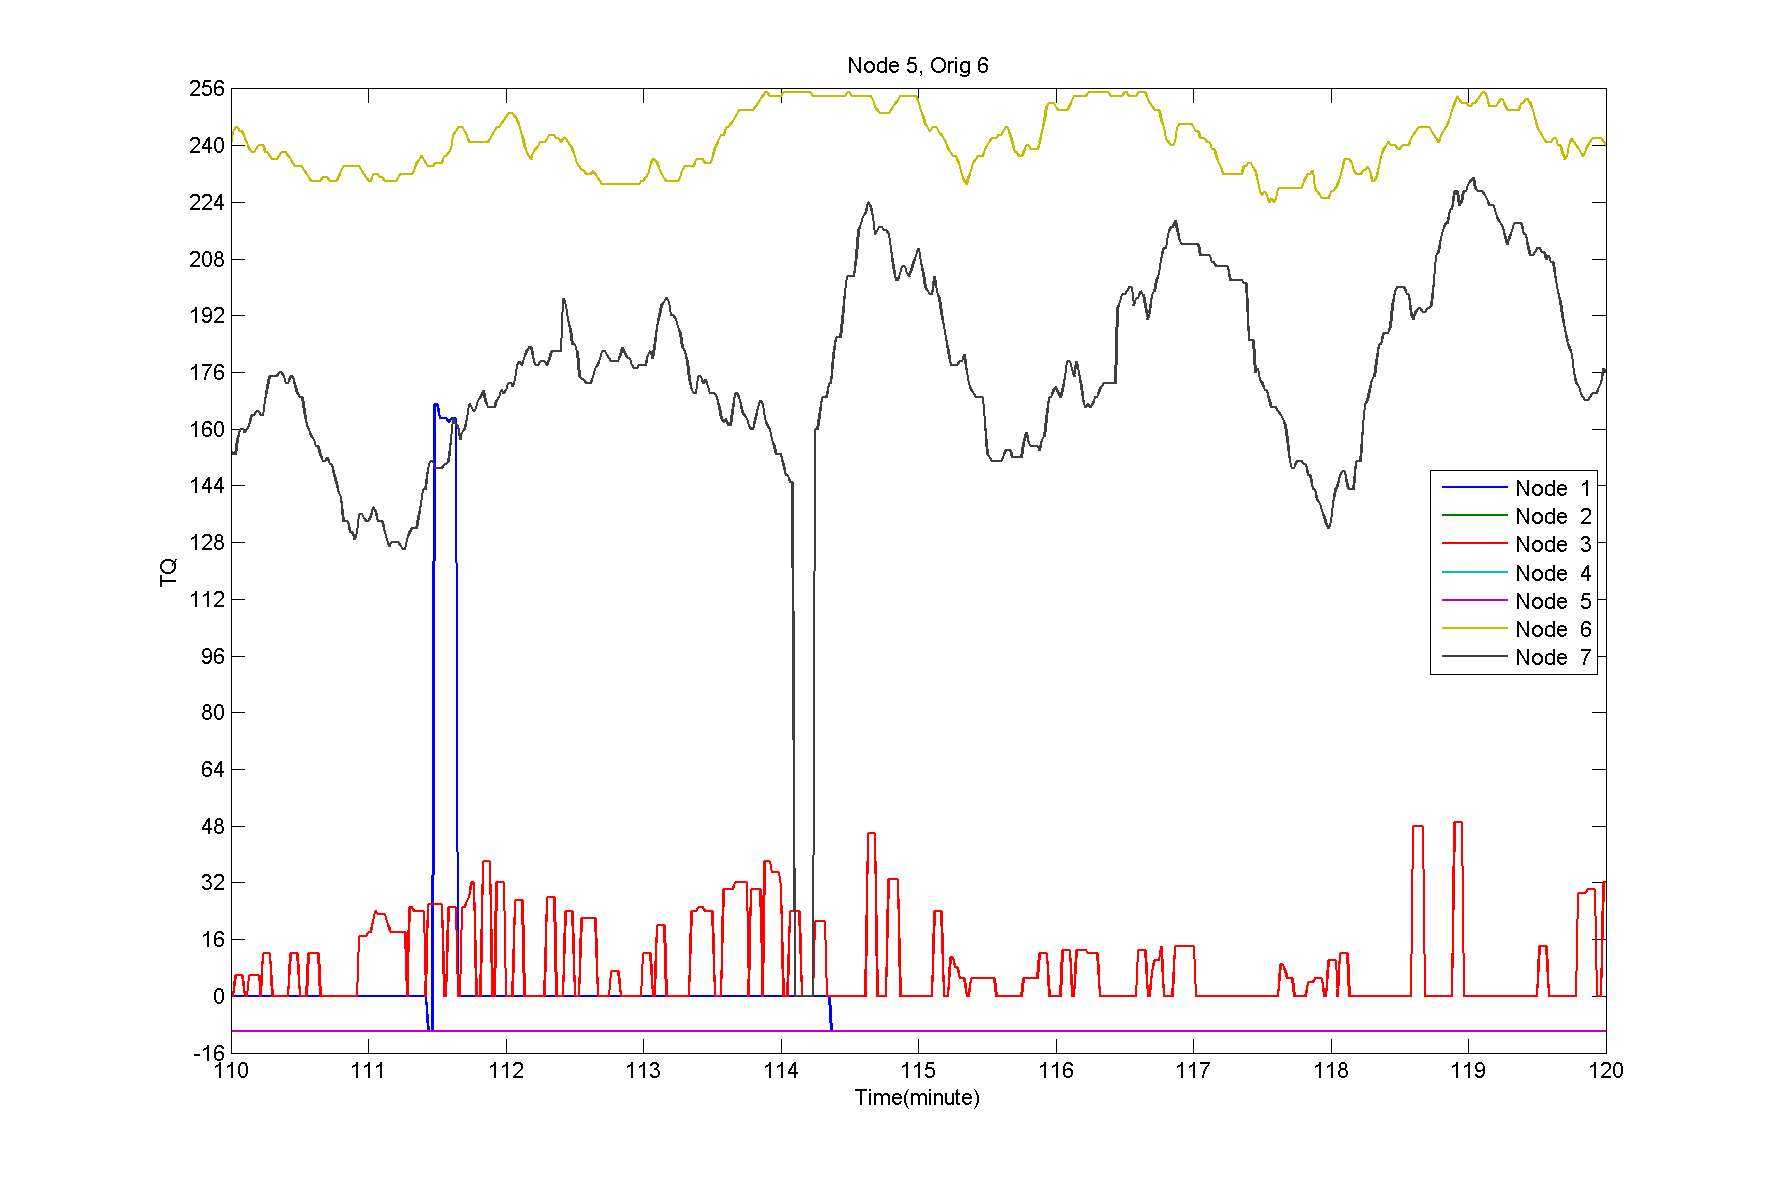 Node 5, Orig 6
256
240
224
208
192
176
160
144
128
112
96
80
64
48
32
16
0
-16
TQ
110 111 112 113 114 115 116 117 118 119 120
Time(minute)
Node 1
Node 2
Node 3
Node 4
Node 5
Node 6
Node 7